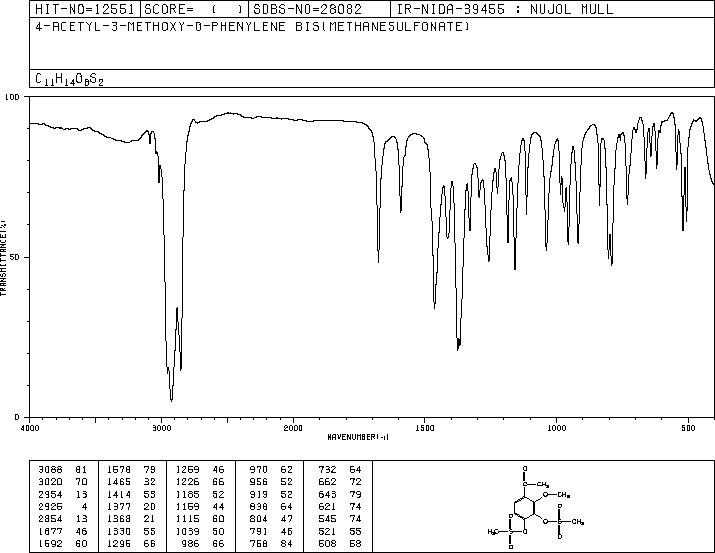 HIT-NO=12551 SCORE= ( ) SDBS-NO=28082 IR-NIDA-39455 : NUJOL MULL
4-ACETYL-3-METHOXY-O-PHENYLENE BIS(METHANESULFONATE)
C11H14O8S2
100
50
0
TRANSMITTANCE(%)
4000 3000 2000 1500 1000 500
WAVENUMBER(-1)
3088 81 1578 79 1259 46 970 62 732 64
3020 70 1465 32 1226 66 956 52 662 72
2954 13 1414 55 1185 52 919 52 643 79
2925 4 1377 20 1159 44 838 64 621 74
2854 13 1368 21 1115 60 804 47 545 74
1677 46 1330 55 1039 50 791 46 521 55
1592 60 1295 66 986 66 758 84 508 58
O
C CH3
O CH3
O S CH3
H3C S O
O